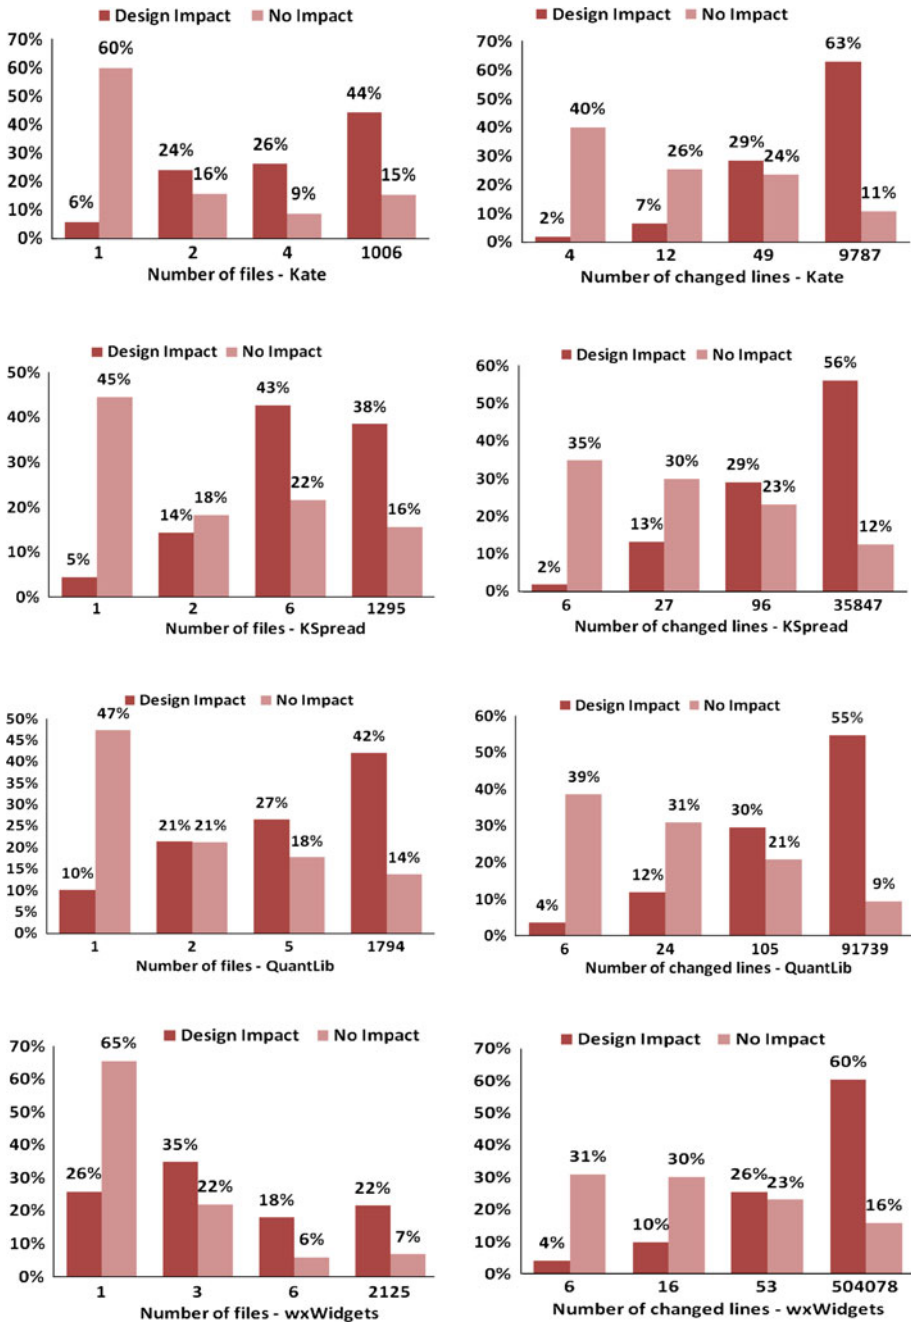 Design Impact No Impact
70%
60%
50%
40%
30%
20%
10%
0%
6% 60% 24% 16% 26% 9% 44% 15%
1 2 4 1006
Number of files - Kate
Design Impact No Impact
70%
60%
50%
40%
30%
20%
10%
0%
2% 40% 7% 26% 29% 24% 63% 11%
4 12 49 9787
Number of changed lines - Kate
Design Impact No Impact
50%
40%
30%
20%
10%
0%
5% 45% 14% 18% 43% 22% 38% 16%
1 2 6 1295
Number of files - KSpread
Design Impact No Impact
60%
50%
40%
30%
20%
10%
0%
2% 35% 13% 30% 29% 23% 56% 12%
6 27 96 35847
Number of changed lines - KSpread
Design Impact No Impact
50%
45%
40%
35%
30%
25%
20%
15%
10%
5%
0%
10% 47% 21% 21% 27% 18% 42% 14%
1 2 5 1794
Number of files - QuantLib
Design Impact No Impact
60%
50%
40%
30%
20%
10%
0%
4% 39% 12% 31% 30% 21% 55% 9%
6 24 105 91739
Number of changed lines - QuantLib
Design Impact No Impact
70%
60%
50%
40%
30%
20%
10%
0%
26% 65% 35% 22% 18% 6% 22% 7%
1 3 6 2125
Number of files - wxWidgets
Design Impact No Impact
70%
60%
50%
40%
30%
20%
10%
0%
4% 31% 10% 30% 26% 23% 60% 16%
6 16 53 504078
Number of changed lines - wxWidgets